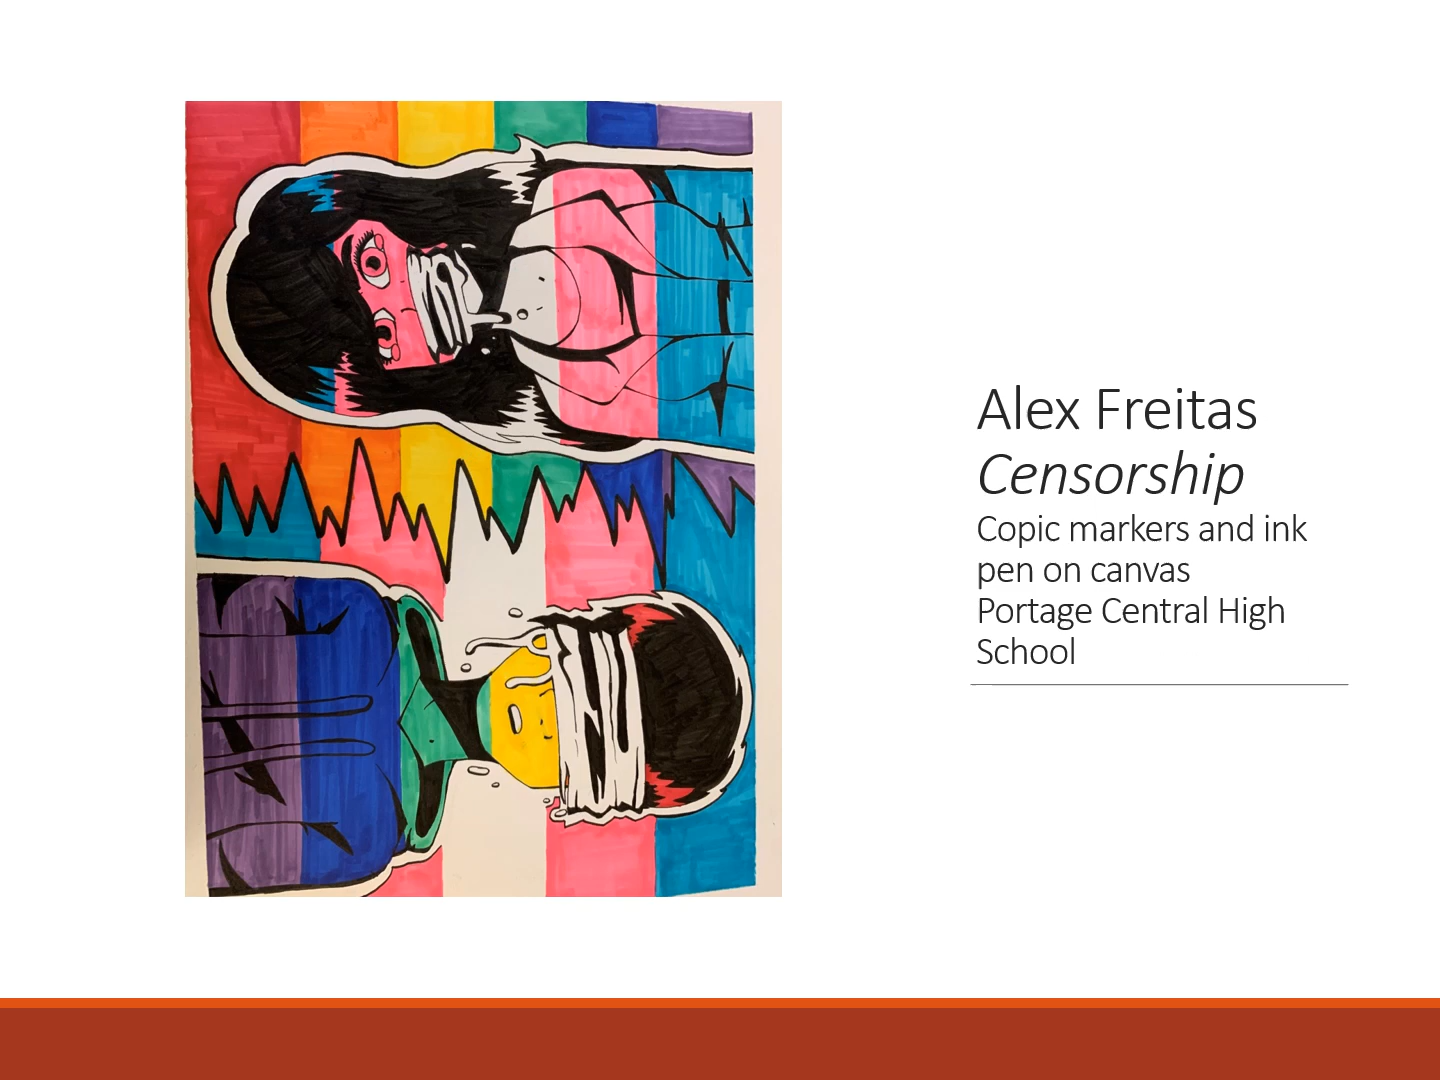 Alex Freitas
Censorship
Copic markers and ink
pen on canvas
Portage Central High
School